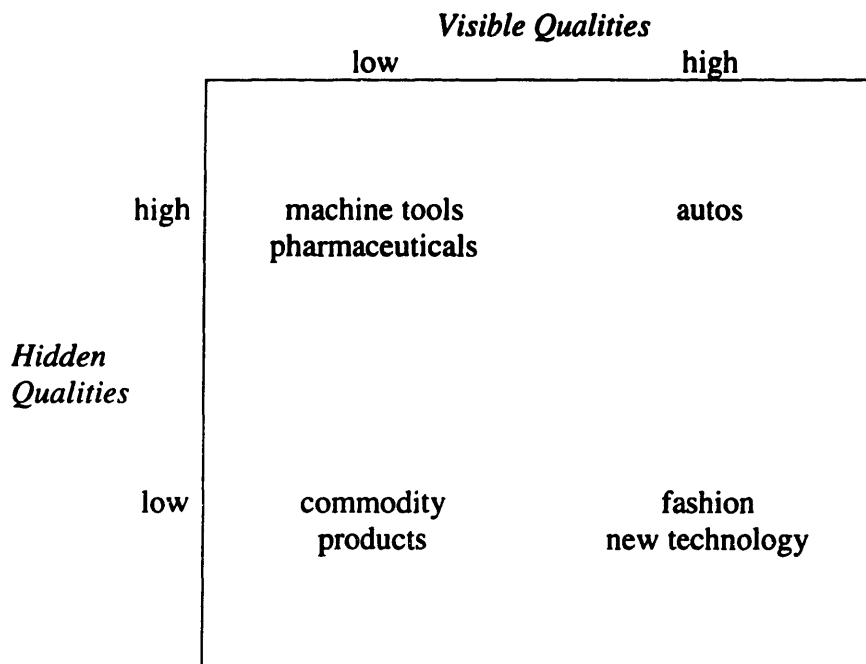 Visible Qualities
low high
high machine tools autos
pharmaceuticals
Hidden
Qualities
low commodity fashion
products new technology